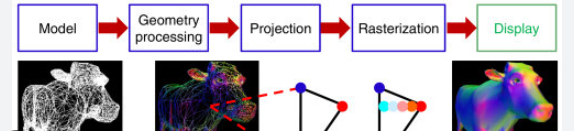 Model
Geometry
processing
Projection
Rasterization
Display